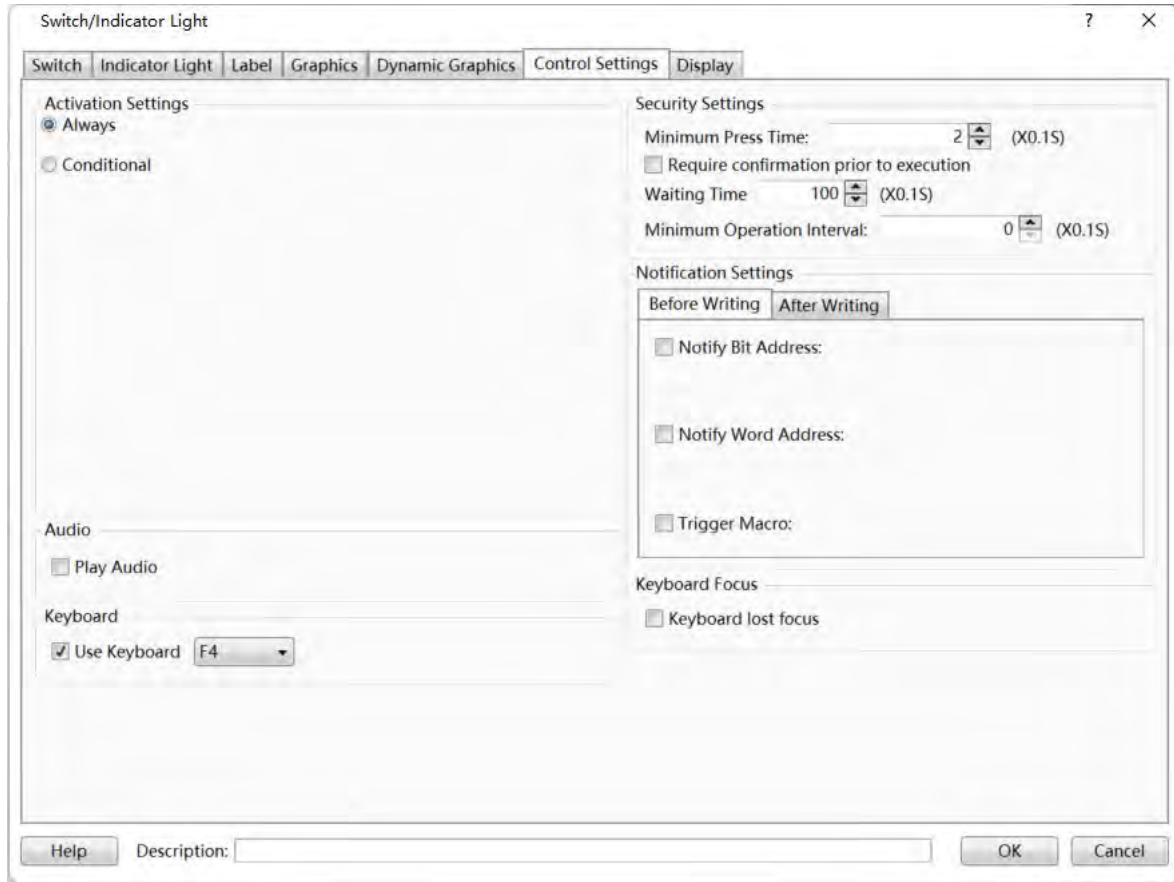 Switch/Indicator Light ?
Switch Indicator Light Label Graphics Dynamic Graphics Control Settings Display
Activation Settings
Always
Conditional
Audio
Play Audio
Keyboard
Use Keyboard F4
Security Settings
Minimum Press Time: 2 (X0.1S)
Require confirmation prior to execution
Waiting Time 100 (X0.1S)
Minimum Operation Interval: 0 (X0.1S)
Notification Settings
Before Writing After Writing
Notify Bit Address:
Notify Word Address:
Trigger Macro:
Keyboard Focus
Keyboard lost focus
Help Description: OK Cancel